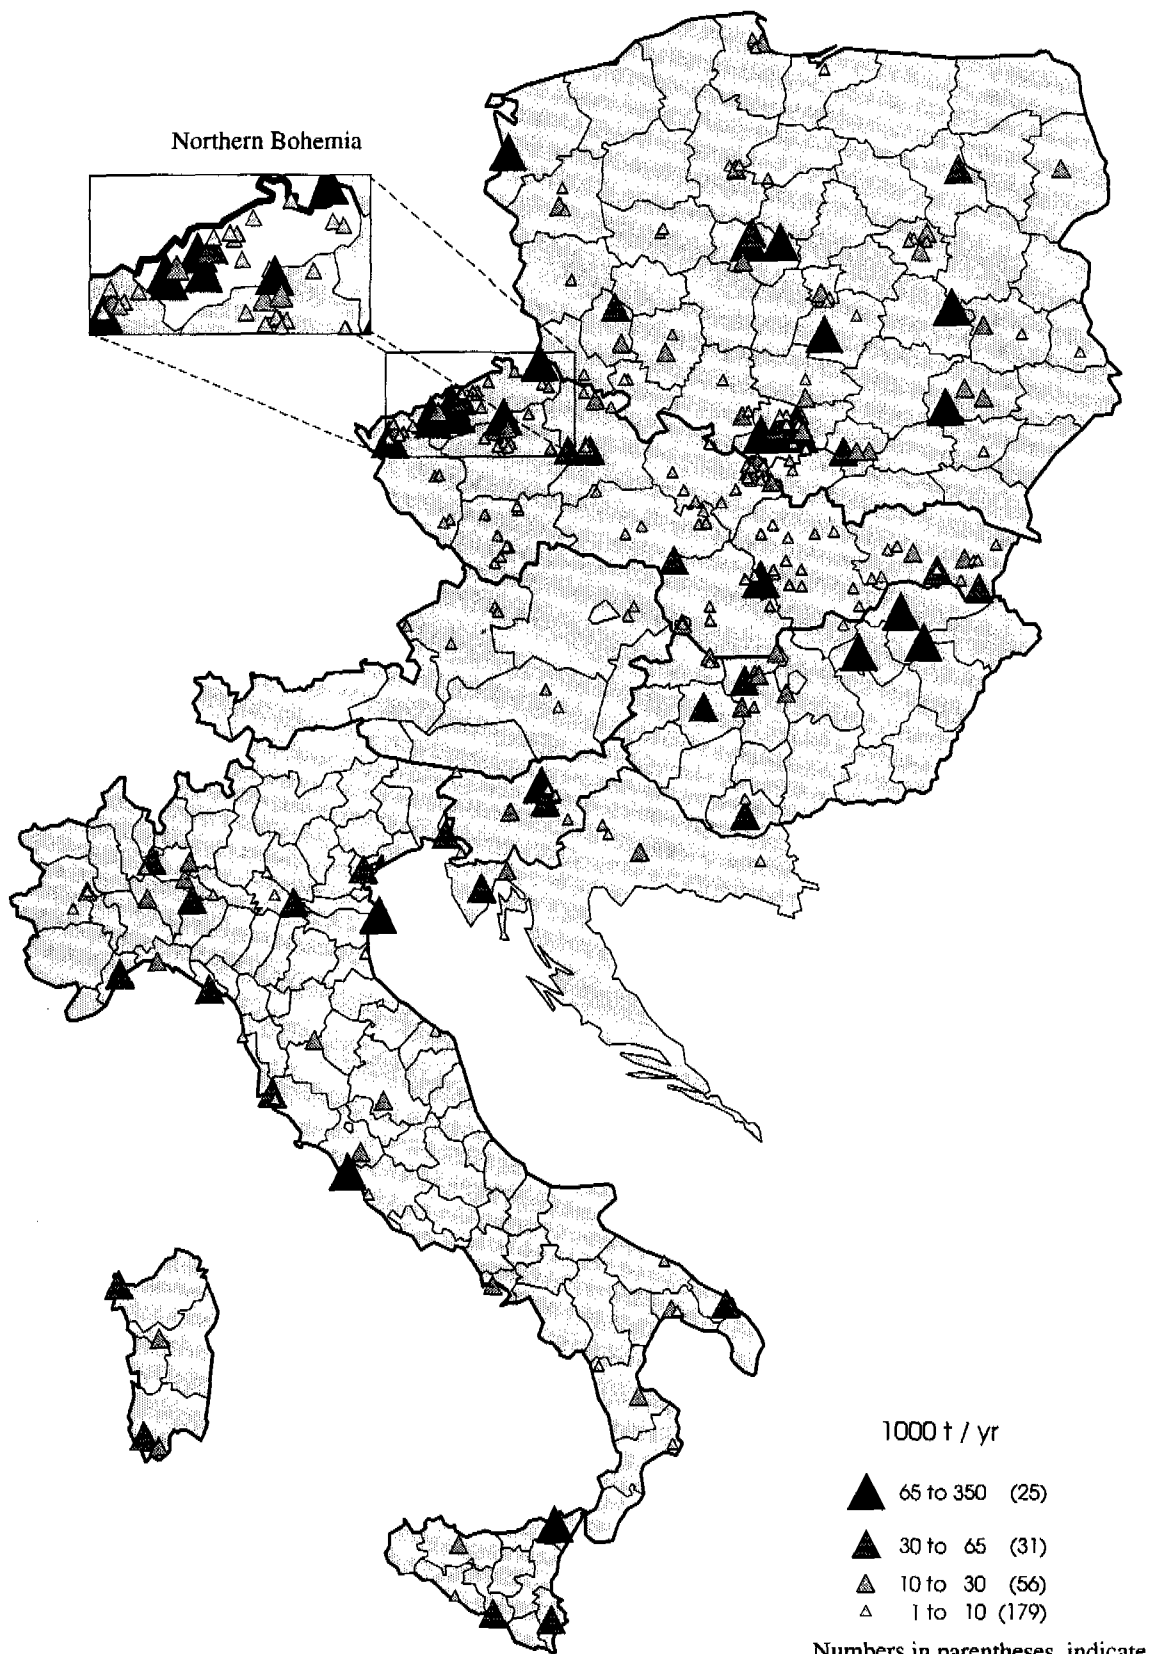 Northern Bohemia
1000 t / yr
65 to 350 (25)
30 to 65 (31)
10 to 30 (56)
1 to 10 (179)
Numbers in parentheses indicate